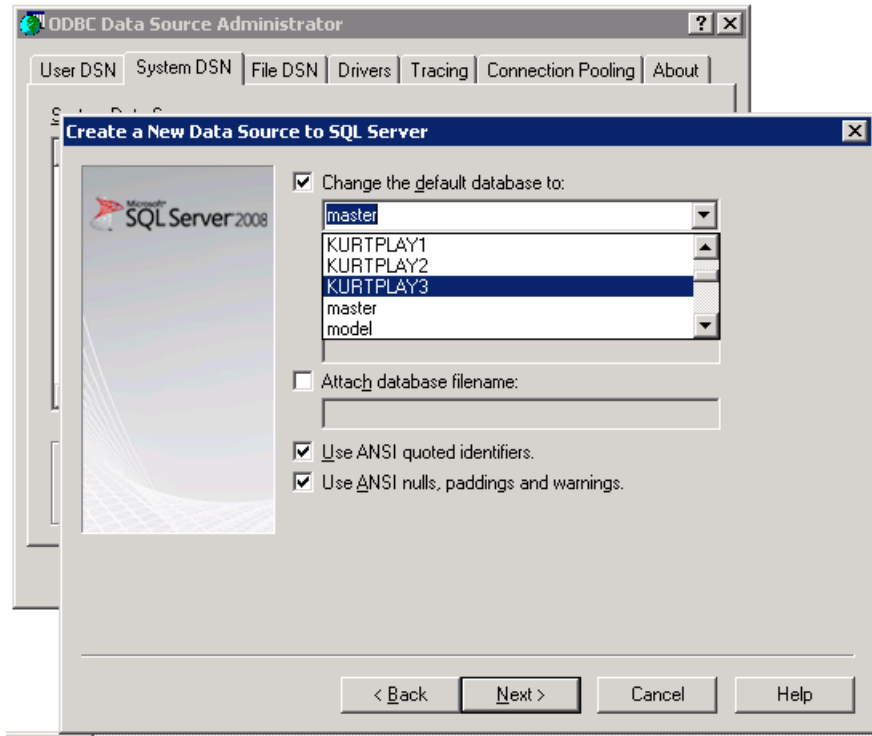 ODBC Data Source Administrator
User DSN System DSN File DSN Drivers Tracing Connection Pooling About
Create a New Data Source to SQL Server
Microsoft
SQL Server 2008
Change the default database to:
master
KURTPLAY1
KURTPLAY2
KURTPLAY3
master
model
Attach database filename:
Use ANSI quoted identifiers.
Use ANSI nulls, paddings and warnings.
< Back Next > Cancel Help